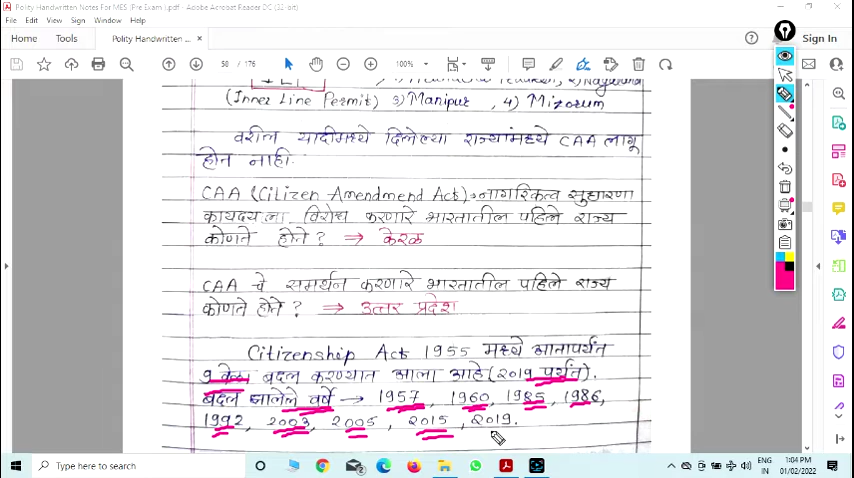 Polity Handwritten Notes For MES (Pre Exam ).pdf - Adobe Acrobat Reader DC (32-bit)
File Edit View Sign Window Help
Home Tools Polity Handwritten ... × Sign In
50 / 176 100%
(Inner Line Permit) 3) Manipur , 4) Mizorum
वरील यादीमध्ये दिलेल्या राज्यांमध्ये CAA लागू
होत नाही.
CAA (Citizen Amendmend Act) → नागरिकत्व सुधारणा
कायदयला विरोध करणारे भारतातील पहिले राज्य
कोणते होते ? ⇒ केरळ
CAA चे समर्थन करणारे भारतातील पहिले राज्य
कोणते होते ? ⇒ उत्तर प्रदेश
Citizenship Act 1955 मध्ये आतापर्यंत
9 वेळा बदल करण्यात आला आहे (2019 पर्यंत).
बदल झालेले वर्षे → 1957, 1960, 1985, 1986,
1992, 2003, 2005, 2015, 2019.
Type here to search
ENG
IN
1:04 PM
01/02/2022